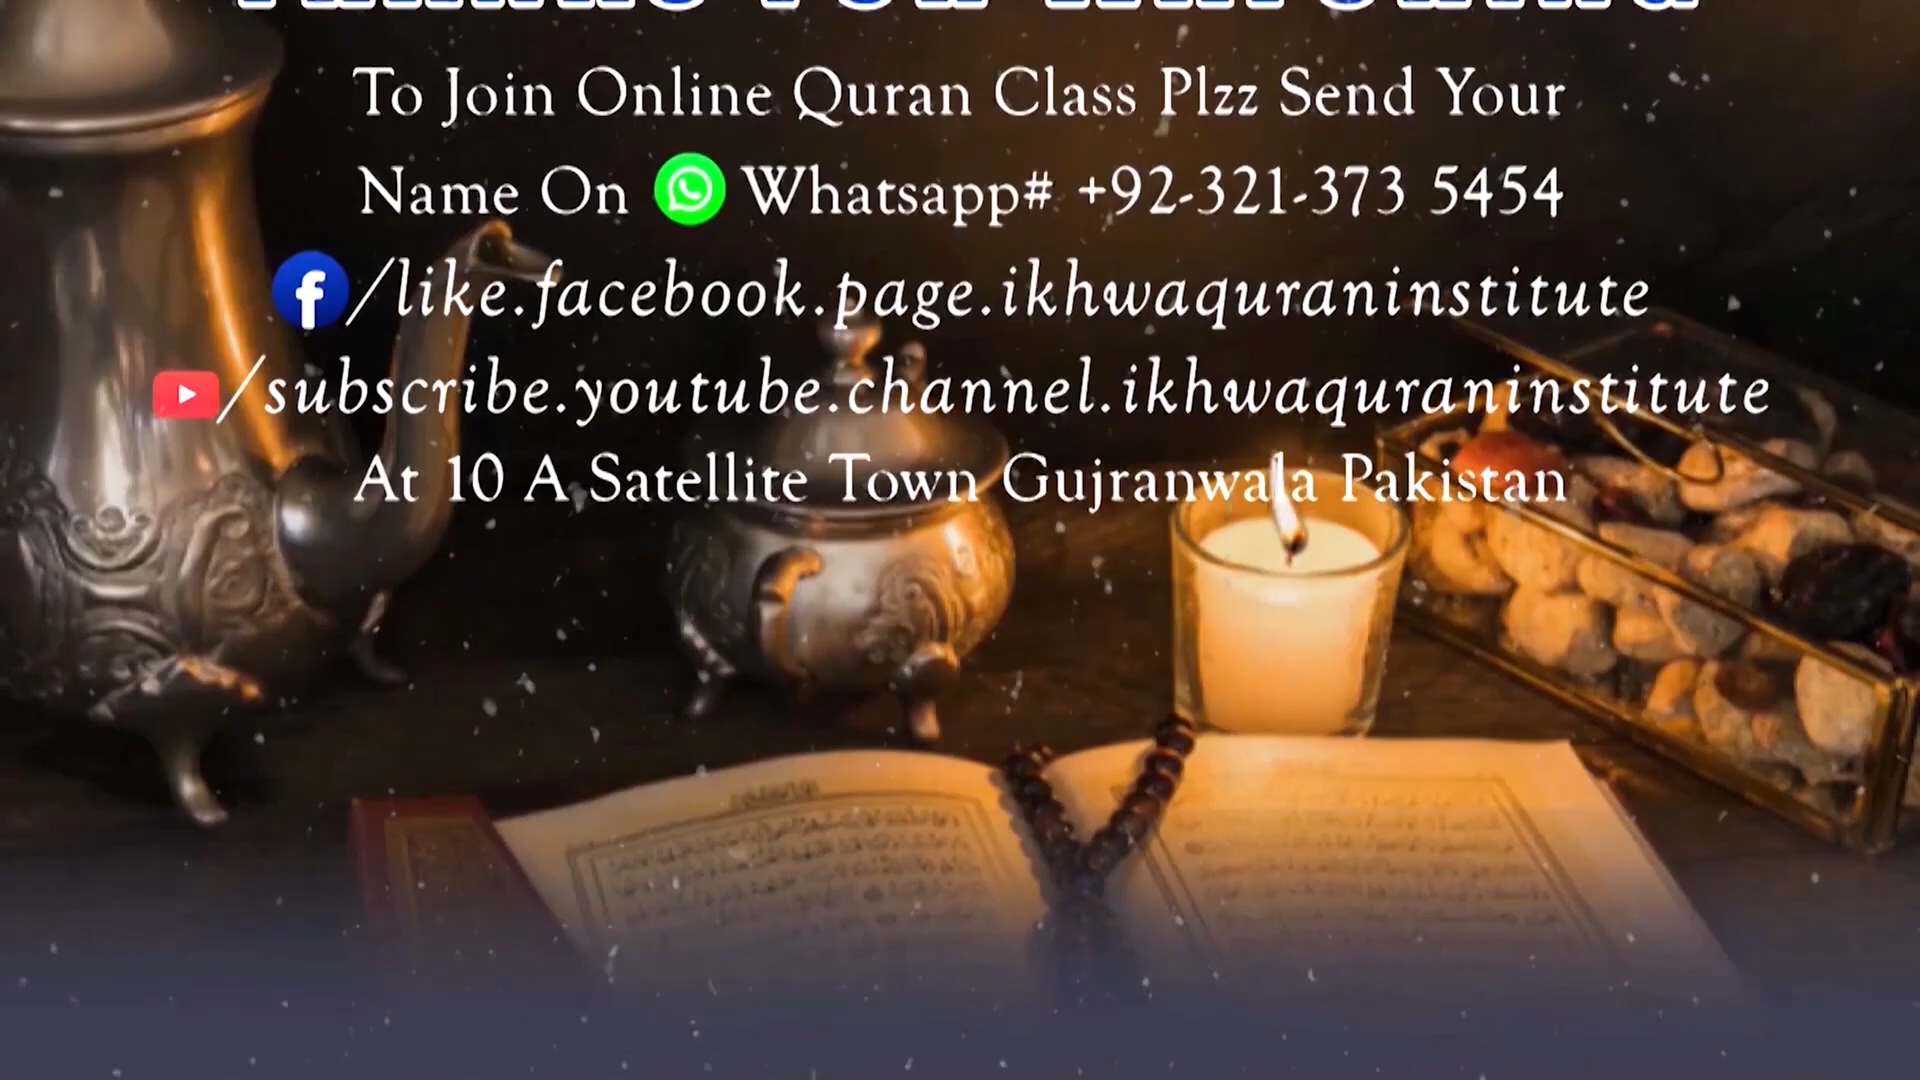 To Join Online Quran Class Plzz Send Your
Name On Whatsapp# +92-321-373 5454
/like.facebook.page.ikhwaquraninstitute
/subscribe.youtube.channel.ikhwaquraninstitute
At 10 A Satellite Town Gujranwala Pakistan